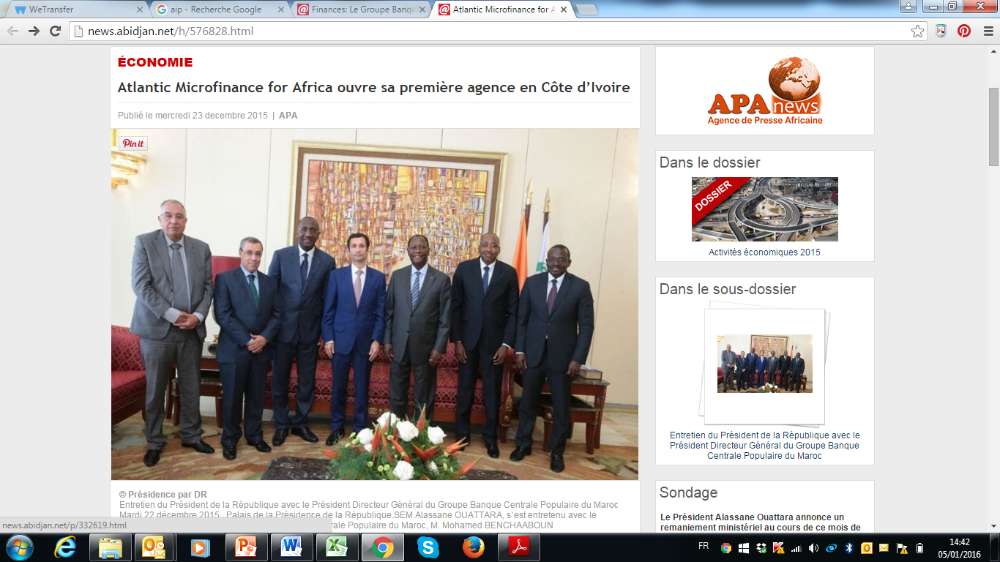 WeTransfer
aip - Recherche Google
Finances: Le Groupe Banqu
Atlantic Microfinance for A
news.abidjan.net/h/576828.html
ÉCONOMIE
Atlantic Microfinance for Africa ouvre sa première agence en Côte d’Ivoire
Publié le mercredi 23 decembre 2015 | APA
Pin it
© Présidence par DR
Entretien du Président de la République avec le Président Directeur Général du Groupe Banque Centrale Populaire du Maroc
Mardi 22 décembre 2015. Palais de la Présidence de la République.SEM Alassane OUATTARA, s`est entretenu avec le
rale Populaire du Maroc, M. Mohamed BENCHAABOUN
news.abidjan.net/p/332619.html
APA news
Agence de Presse Africaine
Dans le dossier
DOSSIER
Activités économiques 2015
Dans le sous-dossier
Entretien du Président de la République avec le
Président Directeur Général du Groupe Banque
Centrale Populaire du Maroc
Sondage
Le Président Alassane Ouattara annonce un
remaniement ministériel au cours de ce mois de
FR
14:42
05/01/2016